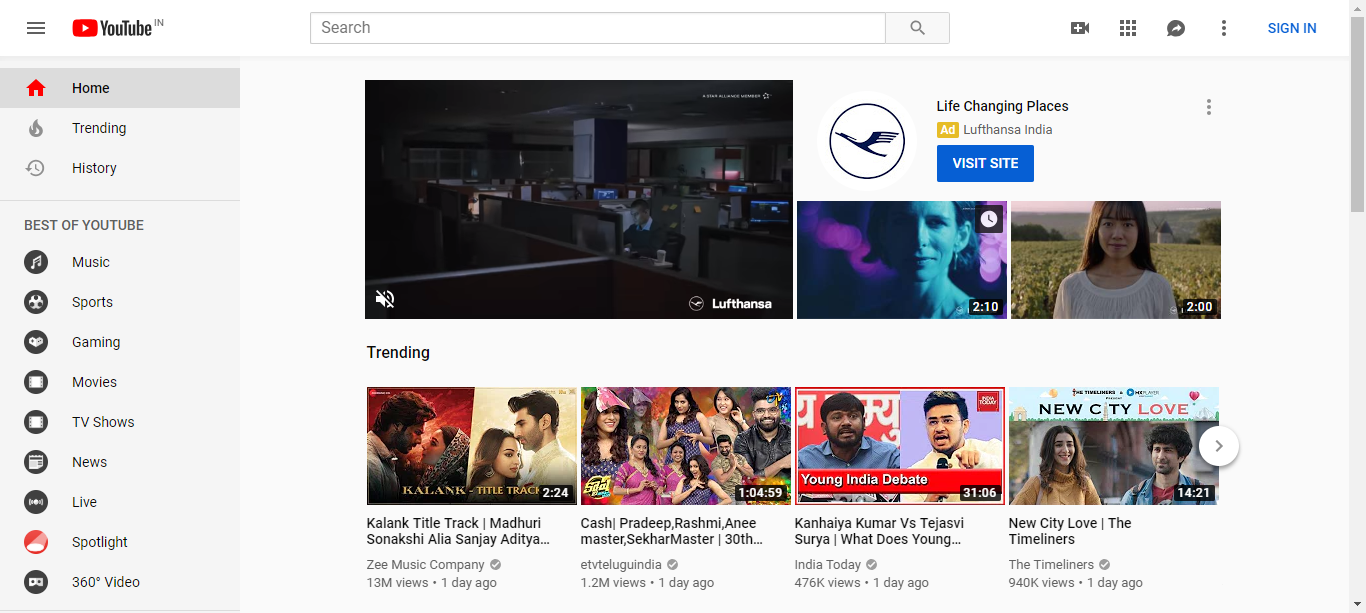 YouTube IN
Search
SIGN IN
Home
Trending
History
BEST OF YOUTUBE
Music
Sports
Gaming
Movies
TV Shows
News
Live
Spotlight
360° Video
A STAR ALLIANCE MEMBER
Lufthansa
Life Changing Places
Ad Lufthansa India
VISIT SITE
2:10
2:00
Trending
KALANK - TITLE TRACK
2:24
Kalank Title Track | Madhuri
Sonakshi Alia Sanjay Aditya...
Zee Music Company
13M views • 1 day ago
1:04:59
Cash| Pradeep,Rashmi,Anee
master,SekharMaster | 30th...
etvteluguindia
1.2M views • 1 day ago
INDIA
TODAY
Young India Debate
31:06
Kanhaiya Kumar Vs Tejasvi
Surya | What Does Young...
India Today
476K views • 1 day ago
THE TIMELINERS & MXPLAYER
NEW CITY LOVE
14:21
New City Love | The
Timeliners
The Timeliners
940K views • 1 day ago